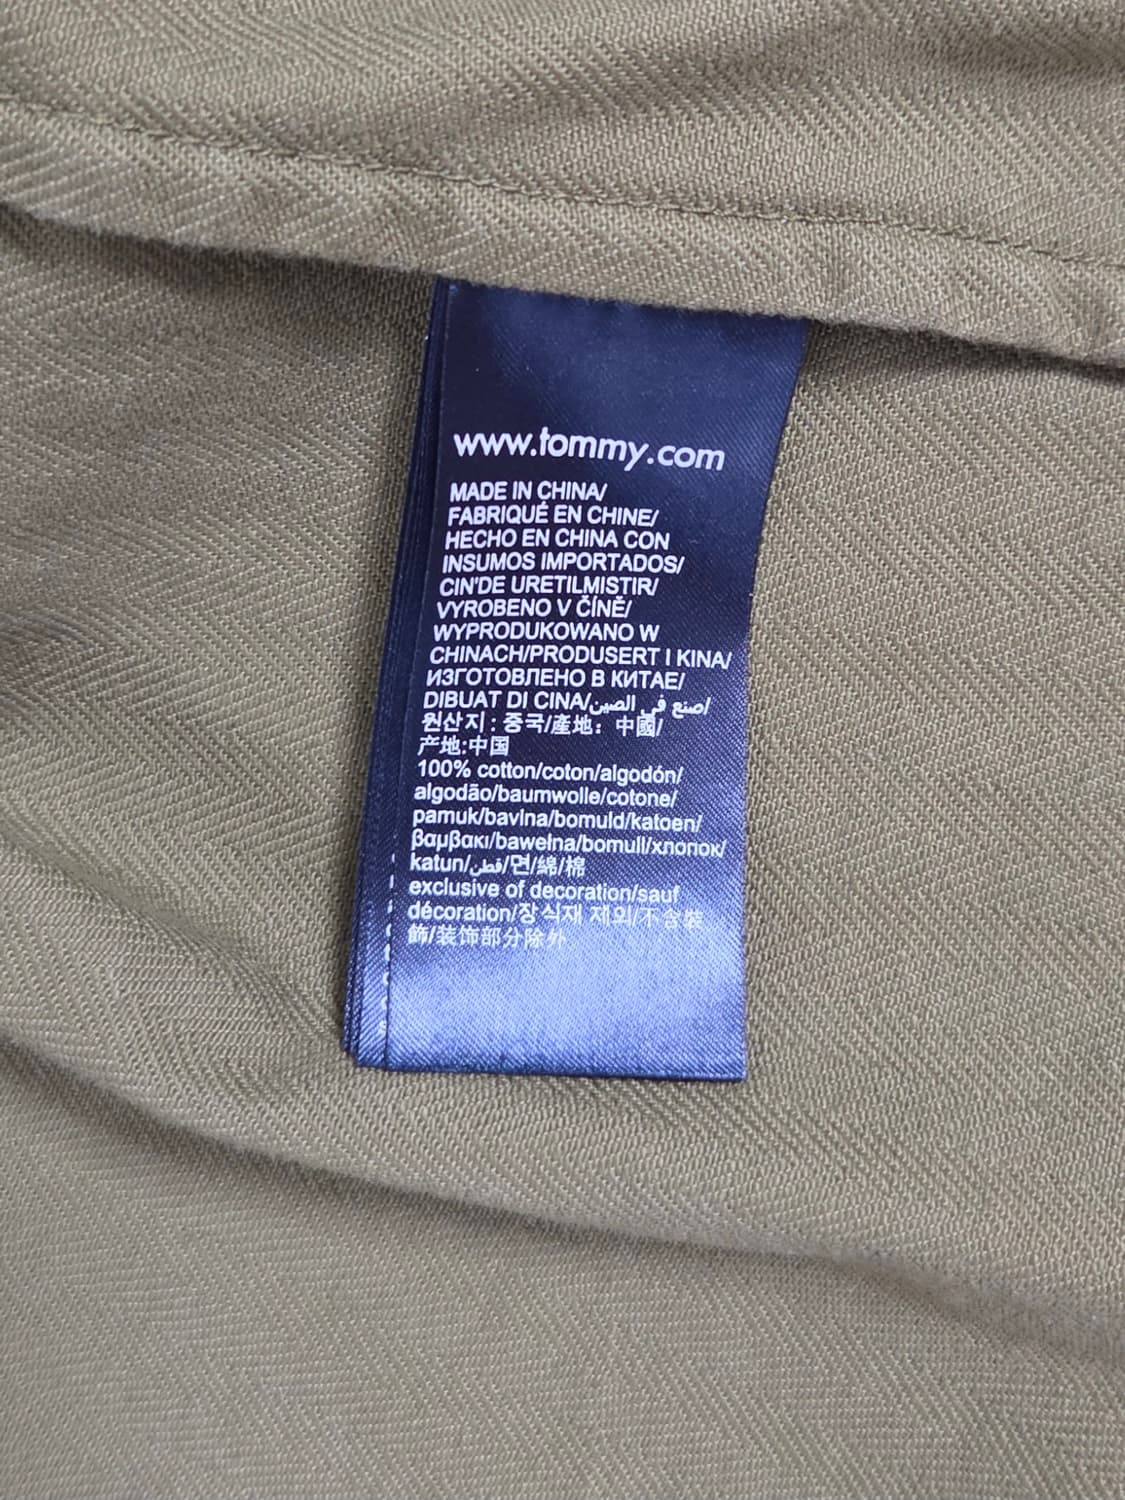 www.tommy.com
MADE IN CHINA/
FABRIQUÉ EN CHINE/
HECHO EN CHINA CON
INSUMOS IMPORTADOS/
CIN'DE URETILMISTIR/
VYROBENO V ČÍNĚ/
WYPRODUKOWANO W
CHINACH/PRODUSERT I KINA/
ИЗГОТОВЛЕНО В КИТАЕ/
DIBUAT DI CINA/صنع في الصين/
원산지: 중국/產地: 中國/
产地:中国
100% cotton/coton/algodón/
algodão/baumwolle/cotone/
pamuk/bavlna/bomuld/katoen/
βαμβακι/bawełna/bomull/хлопок/
katun/قطن/면/綿/棉
exclusive of decoration/sauf
décoration/장식재 제외/不含裝
飾/装饰部分除外